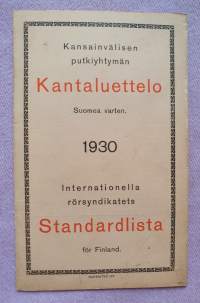 Kansainvälisen
putkiyhtymän
Kantaluettelo
Suomea varten.
1930
Internationella
rörsyndikatets
Standardlista
för Finland.